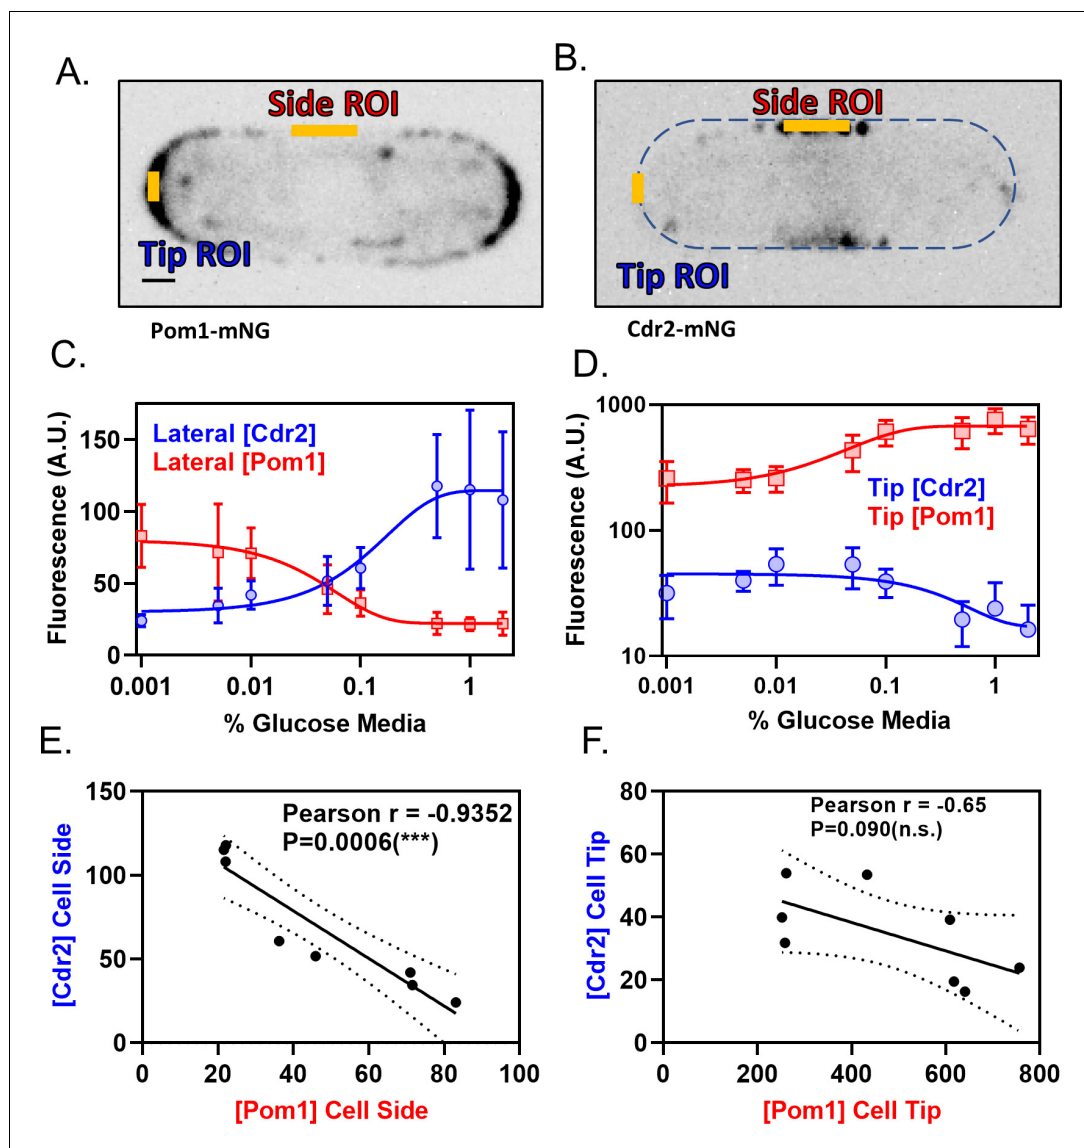 A.
Side ROI
Tip ROI
Pom1-mNG
B.
Side ROI
Tip ROI
Cdr2-mNG
C.
Fluorescence (A.U.)
150
100
50
0
Lateral [Cdr2]
Lateral [Pom1]
0.001 0.01 0.1 1
% Glucose Media
D.
Fluorescence (A.U.)
1000
100
10
Tip [Cdr2]
Tip [Pom1]
0.001 0.01 0.1 1
% Glucose Media
E.
[Cdr2] Cell Side
150
100
50
0
Pearson r = -0.9352
P=0.0006(***)
0 20 40 60 80 100
[Pom1] Cell Side
F.
[Cdr2] Cell Tip
80
60
40
20
0
Pearson r = -0.65
P=0.090(n.s.)
0 200 400 600 800
[Pom1] Cell Tip